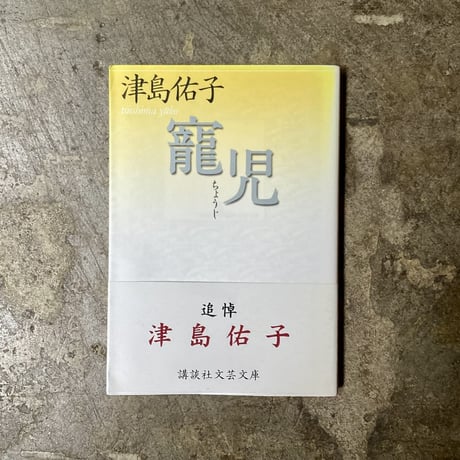 津島佑子
tsushima yūko
寵児
ちょうじ
追悼
津島佑子
講談社文芸文庫